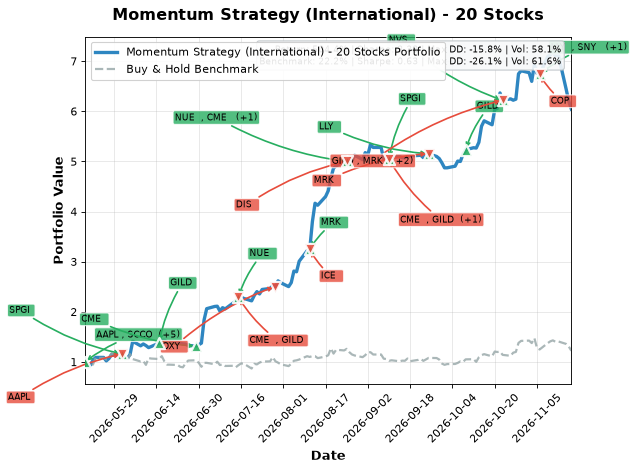 Momentum Strategy (International) - 20 Stocks
NVS
Momentum Strategy (International) - 20 Stocks Portfolio
Buy & Hold Benchmark
DD: -15.8% | Vol: 58.1%
Benchmark: 22.2% | Sharpe: 0.63 | Max DD: -26.1% | Vol: 61.6%
, SNY (+1)
COP
SPGI
GILD
NUE , CME (+1)
LLY
, MRK (+2)
MRK
DIS
CME , GILD (+1)
MRK
NUE
ICE
GILD
SPGI
CME
AAPL , SCCO (+5)
OXY
CME , GILD
AAPL
Portfolio Value
7
6
5
4
3
2
1
2026-05-29
2026-06-14
2026-06-30
2026-07-16
2026-08-01
2026-08-17
2026-09-02
2026-09-18
2026-10-04
2026-10-20
2026-11-05
Date